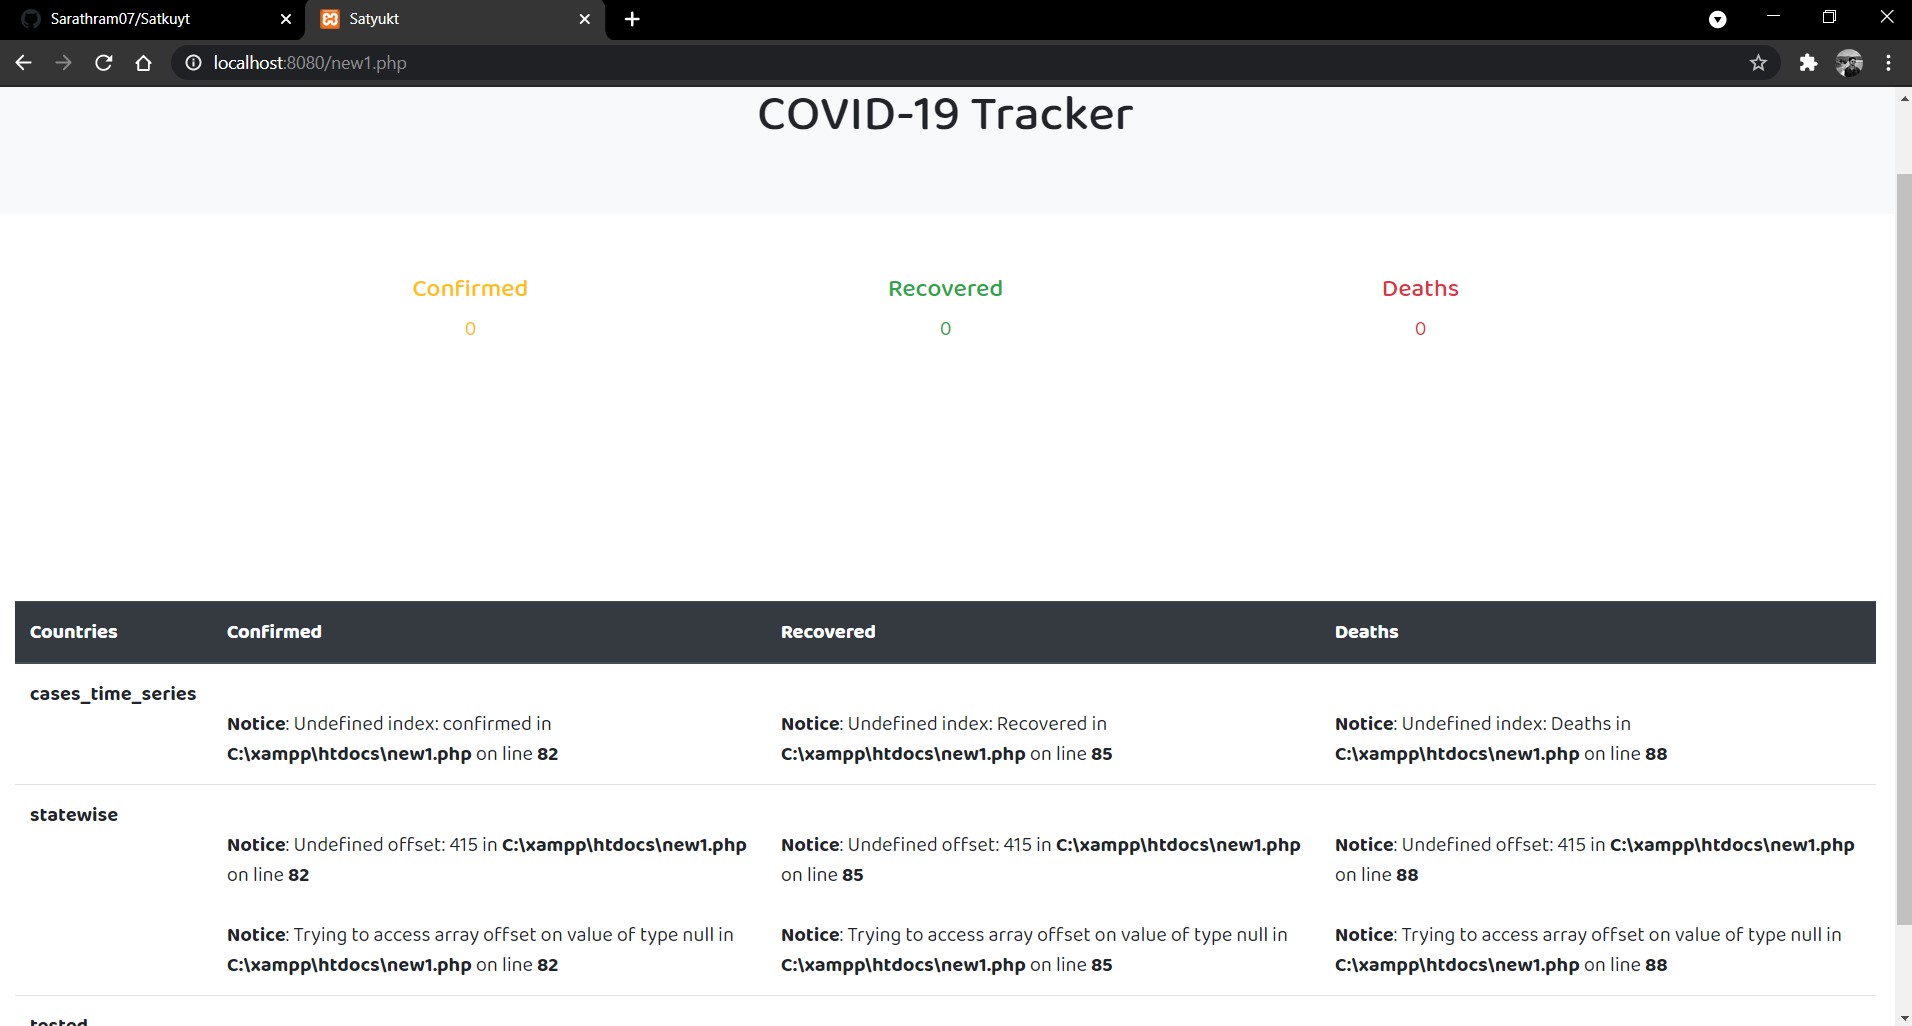 Sarathram07/Satkuyt
Satyukt
localhost:8080/new1.php
COVID-19 Tracker
Confirmed
Recovered
Deaths
0
0
0
Countries
Confirmed
Recovered
Deaths
cases_time_series
Notice: Undefined index: confirmed in
C:\xampp\htdocs\new1.php on line 82
Notice: Undefined index: Recovered in
C:\xampp\htdocs\new1.php on line 85
Notice: Undefined index: Deaths in
C:\xampp\htdocs\new1.php on line 88
statewise
Notice: Undefined offset: 415 in C:\xampp\htdocs\new1.php
on line 82
Notice: Trying to access array offset on value of type null in
C:\xampp\htdocs\new1.php on line 82
Notice: Undefined offset: 415 in C:\xampp\htdocs\new1.php
on line 85
Notice: Trying to access array offset on value of type null in
C:\xampp\htdocs\new1.php on line 85
Notice: Undefined offset: 415 in C:\xampp\htdocs\new1.php
on line 88
Notice: Trying to access array offset on value of type null in
C:\xampp\htdocs\new1.php on line 88
tested